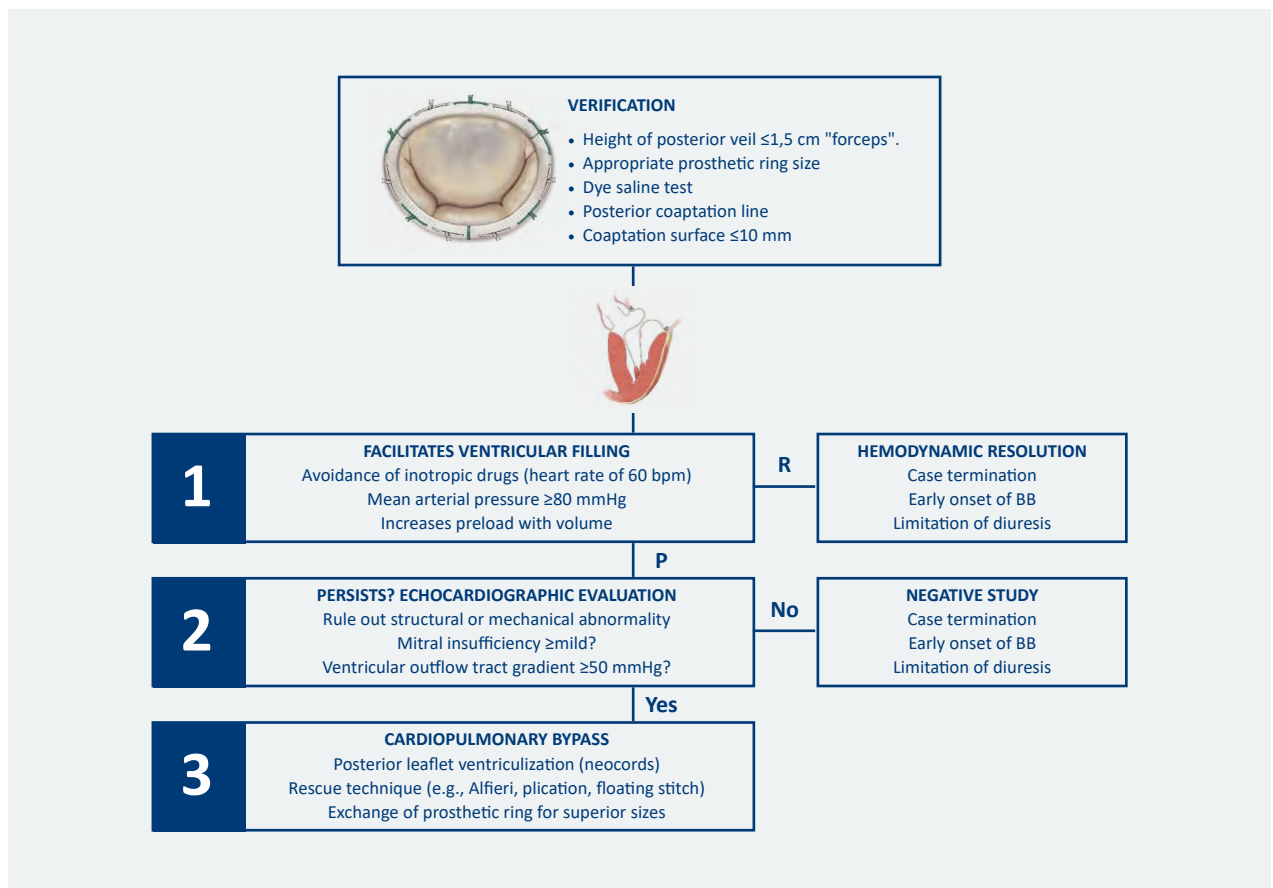 VERIFICATION
• Height of posterior veil ≤1,5 cm "forceps".
• Appropriate prosthetic ring size
• Dye saline test
• Posterior coaptation line
• Coaptation surface ≤10 mm
1
FACILITATES VENTRICULAR FILLING
Avoidance of inotropic drugs (heart rate of 60 bpm)
Mean arterial pressure ≥80 mmHg
Increases preload with volume
R
HEMODYNAMIC RESOLUTION
Case termination
Early onset of BB
Limitation of diuresis
P
2
PERSISTS? ECHOCARDIOGRAPHIC EVALUATION
Rule out structural or mechanical abnormality
Mitral insufficiency ≥mild?
Ventricular outflow tract gradient ≥50 mmHg?
No
NEGATIVE STUDY
Case termination
Early onset of BB
Limitation of diuresis
Yes
3
CARDIOPULMONARY BYPASS
Posterior leaflet ventriculization (neocords)
Rescue technique (e.g., Alfieri, plication, floating stitch)
Exchange of prosthetic ring for superior sizes